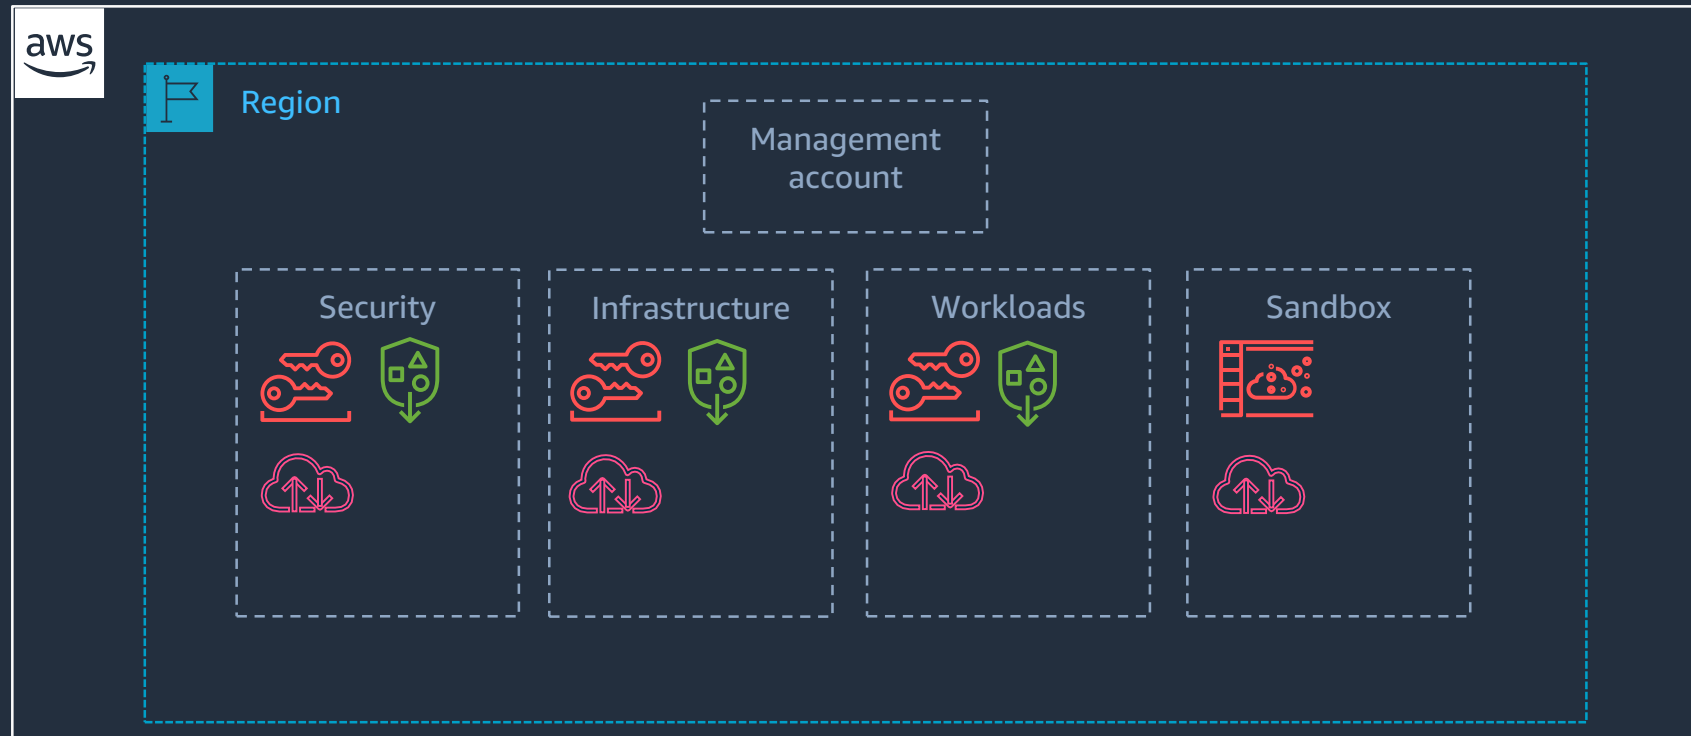 aws
Region
Management
account
Security
Infrastructure
Workloads
Sandbox